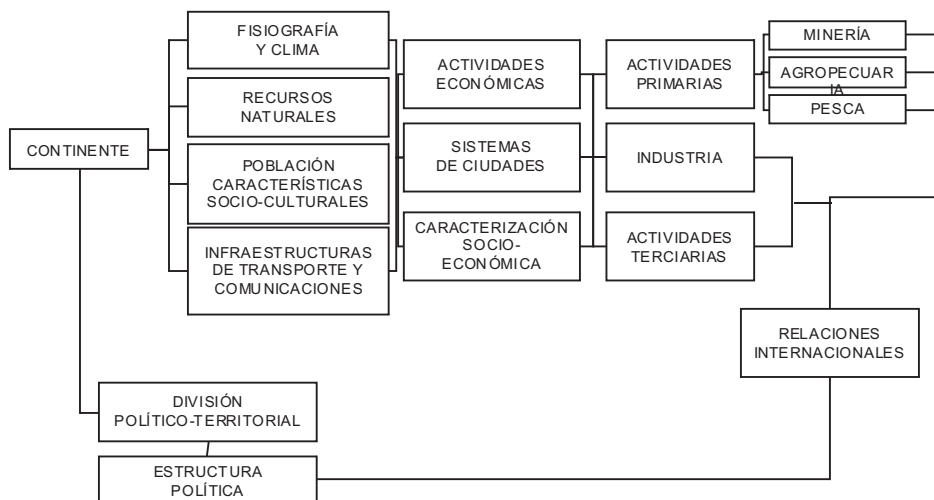 CONTINENTE
FISIOGRAFÍA
Y CLIMA
RECURSOS
NATURALES
POBLACIÓN
CARACTERÍSTICAS
SOCIO-CULTURALES
INFRAESTRUCTURAS
DE TRANSPORTE Y
COMUNICACIONES
ACTIVIDADES
ECONÓMICAS
SISTEMAS
DE CIUDADES
CARACTERIZACIÓN
SOCIO-
ECONÓMICA
ACTIVIDADES
PRIMARIAS
INDUSTRIA
ACTIVIDADES
TERCIARIAS
MINERÍA
AGROPECUAR
IA
PESCA
RELACIONES
INTERNACIONALES
DIVISIÓN
POLÍTICO-TERRITORIAL
ESTRUCTURA
POLÍTICA